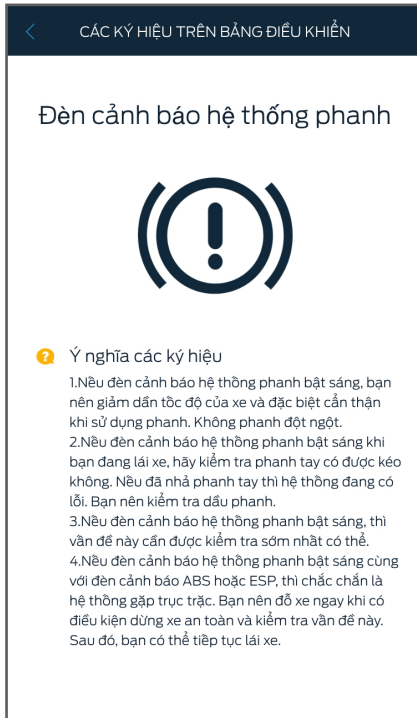 CÁC KÝ HIỆU TRÊN BẢNG ĐIỀU KHIỂN
Đèn cảnh báo hệ thống phanh
Ý nghĩa các ký hiệu
1.Nếu đèn cảnh báo hệ thống phanh bật sáng, bạn
nên giảm dần tốc độ của xe và đặc biệt cẩn thận
khi sử dụng phanh. Không phanh đột ngột.
2.Nếu đèn cảnh báo hệ thống phanh bật sáng khi
bạn đang lái xe, hãy kiểm tra phanh tay có được kéo
không. Nếu đã nhả phanh tay thì hệ thống đang có
lỗi. Bạn nên kiểm tra dầu phanh.
3.Nếu đèn cảnh báo hệ thống phanh bật sáng, thì
vấn đề này cần được kiểm tra sớm nhất có thể.
4.Nếu đèn cảnh báo hệ thống phanh bật sáng cùng
với đèn cảnh báo ABS hoặc ESP, thì chắc chắn là
hệ thống gặp trục trặc. Bạn nên đỗ xe ngay khi có
điều kiện dừng xe an toàn và kiểm tra vấn đề này.
Sau đó, bạn có thể tiếp tục lái xe.